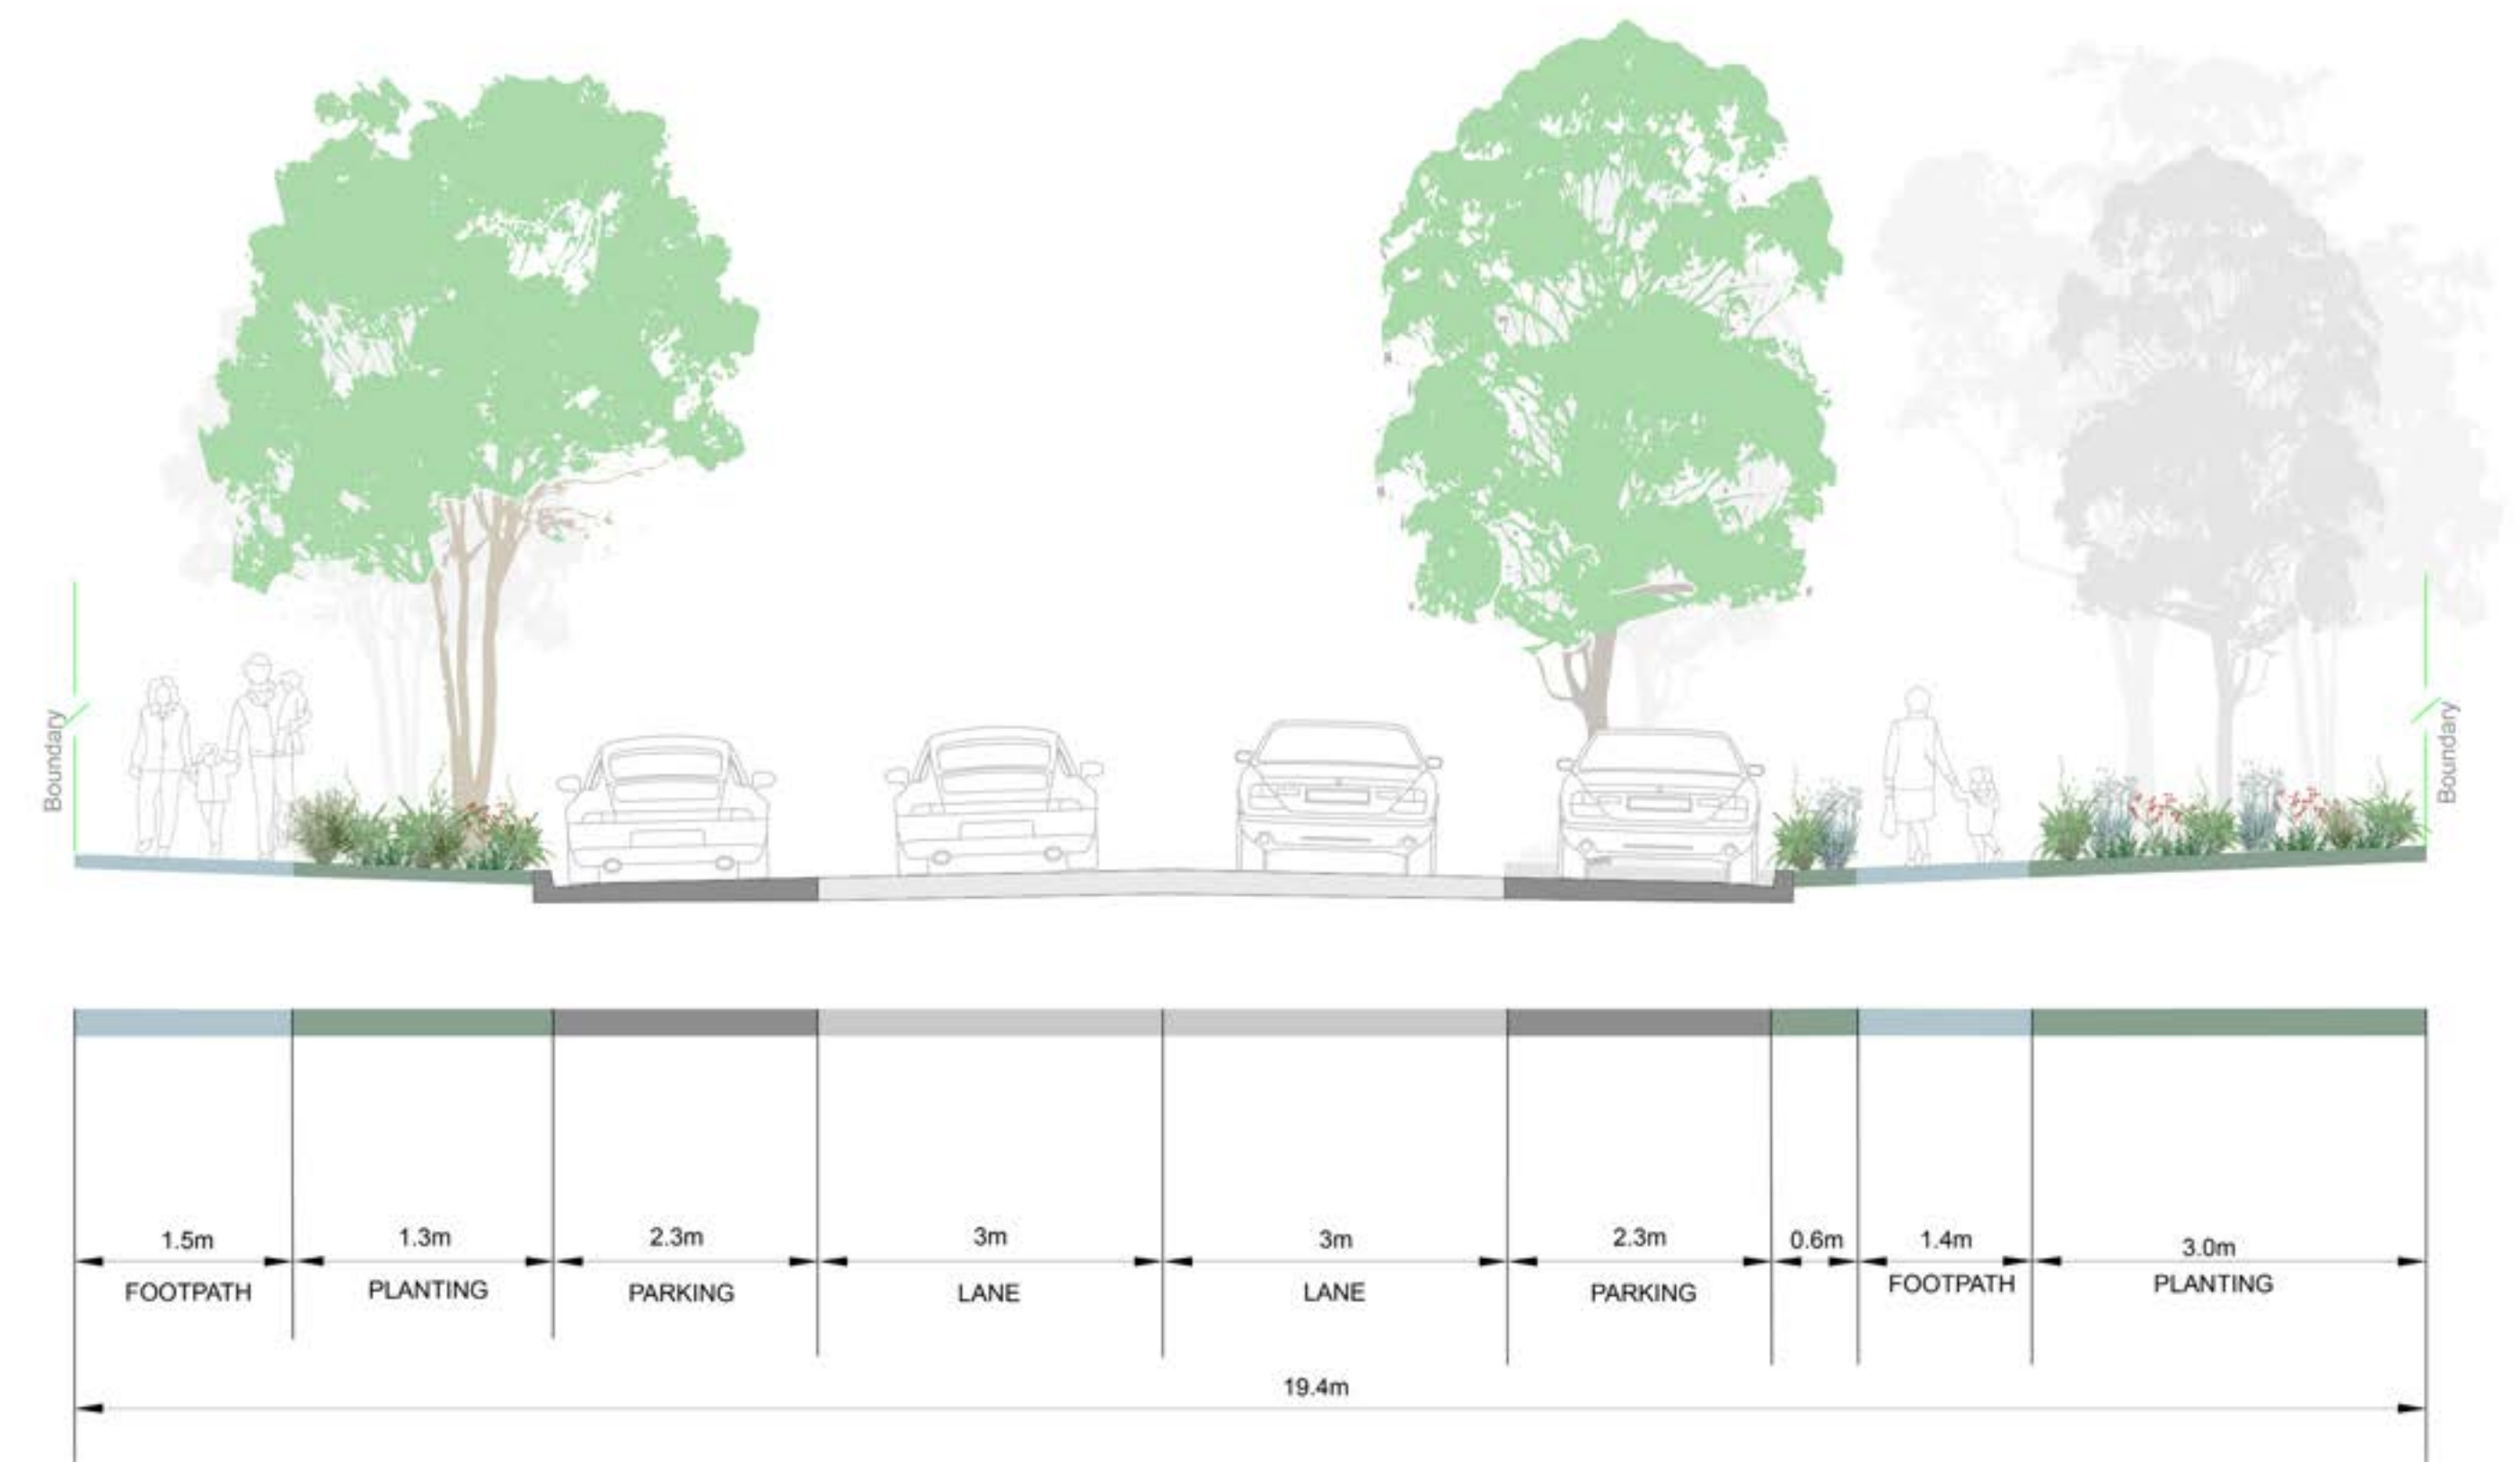 Boundary
Boundary
1.5m
1.3m
2.3m
3m
3m
2.3m
0.6m
1.4m
3.0m
FOOTPATH
PLANTING
PARKING
LANE
LANE
PARKING
FOOTPATH
PLANTING
19.4m